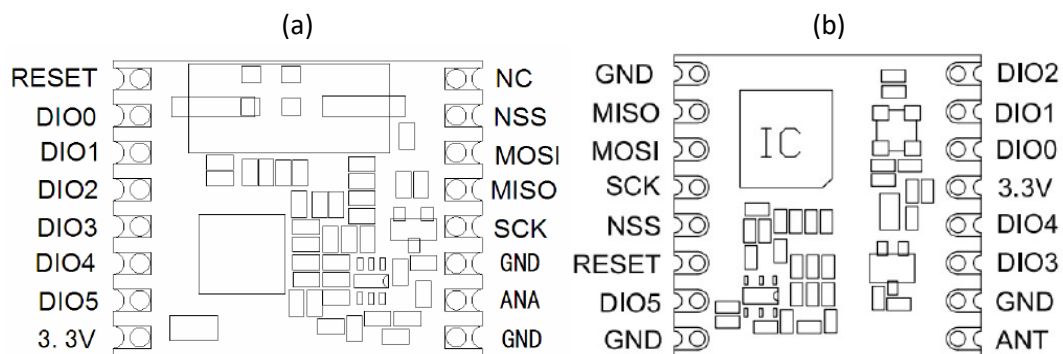 (a)
(b)
RESET
DIO0
DIO1
DIO2
DIO3
DIO4
DIO5
3. 3V
NC
NSS
MOSI
MISO
SCK
GND
ANA
GND
GND
MISO
MOSI
SCK
NSS
RESET
DIO5
GND
IC
DIO2
DIO1
DIO0
3.3V
DIO4
DIO3
GND
ANT